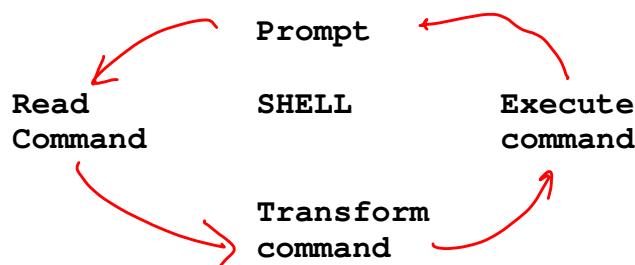 Prompt
Read
Command
SHELL
Execute
command
Transform
command